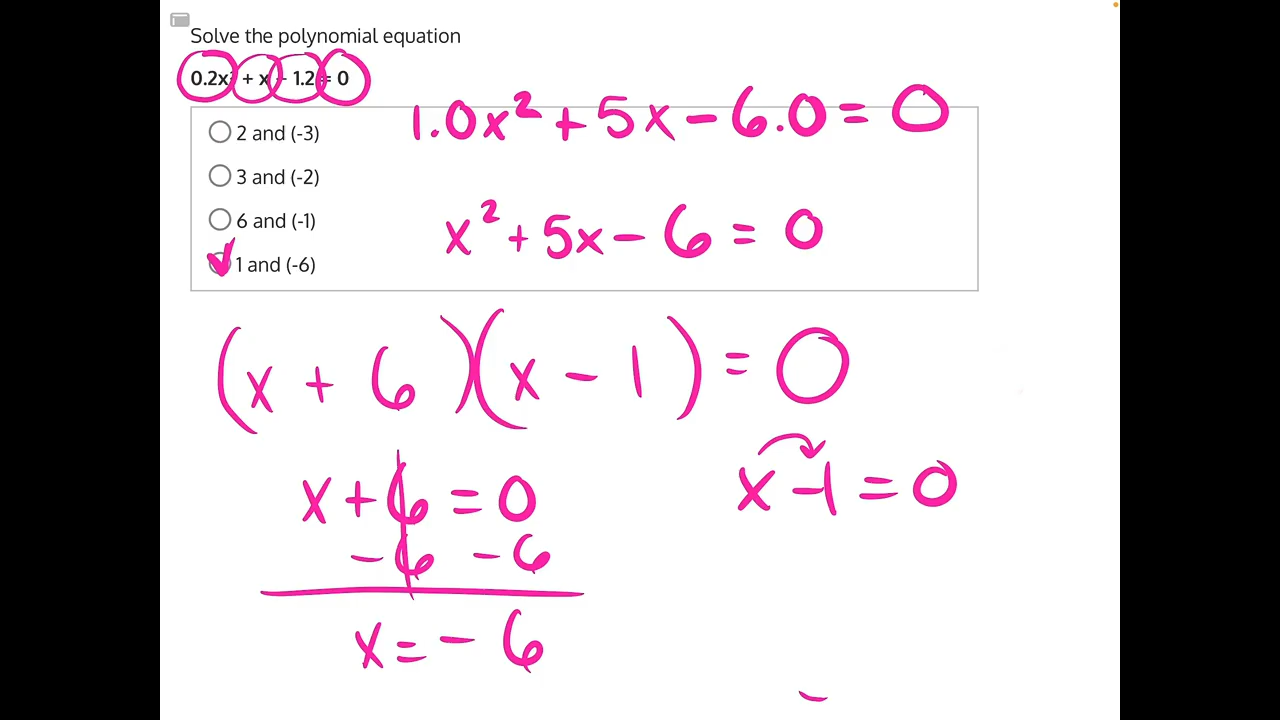 Solve the polynomial equation
0.2x² + x - 1.2 = 0
2 and (-3)
3 and (-2)
6 and (-1)
1 and (-6)
1.0x² + 5x - 6.0 = 0
x² + 5x - 6 = 0
(x + 6)(x - 1) = 0
x + 6 = 0
- 6 - 6
x = - 6
x - 1 = 0